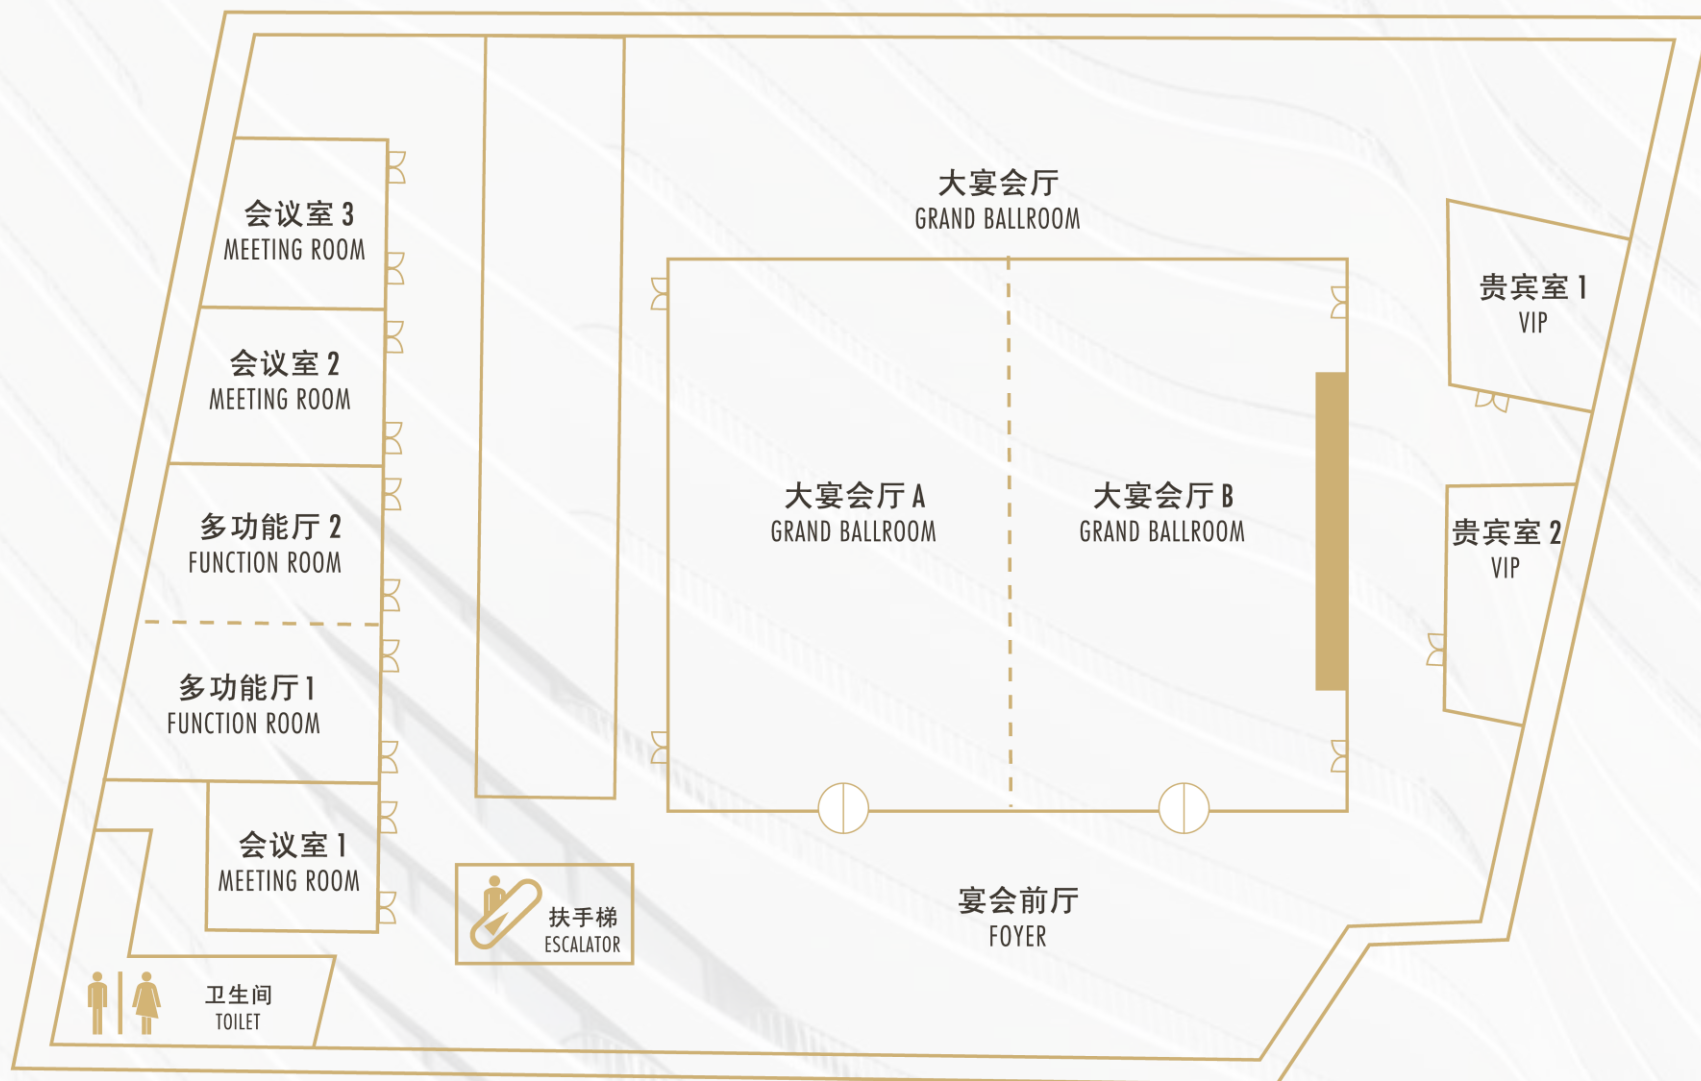 大宴会厅
GRAND BALLROOM
会议室 3
MEETING ROOM
会议室 2
MEETING ROOM
多功能厅 2
FUNCTION ROOM
多功能厅 1
FUNCTION ROOM
会议室 1
MEETING ROOM
卫生间
TOILET
扶手梯
ESCALATOR
大宴会厅 A
GRAND BALLROOM
大宴会厅 B
GRAND BALLROOM
宴会前厅
FOYER
贵宾室 1
VIP
贵宾室 2
VIP